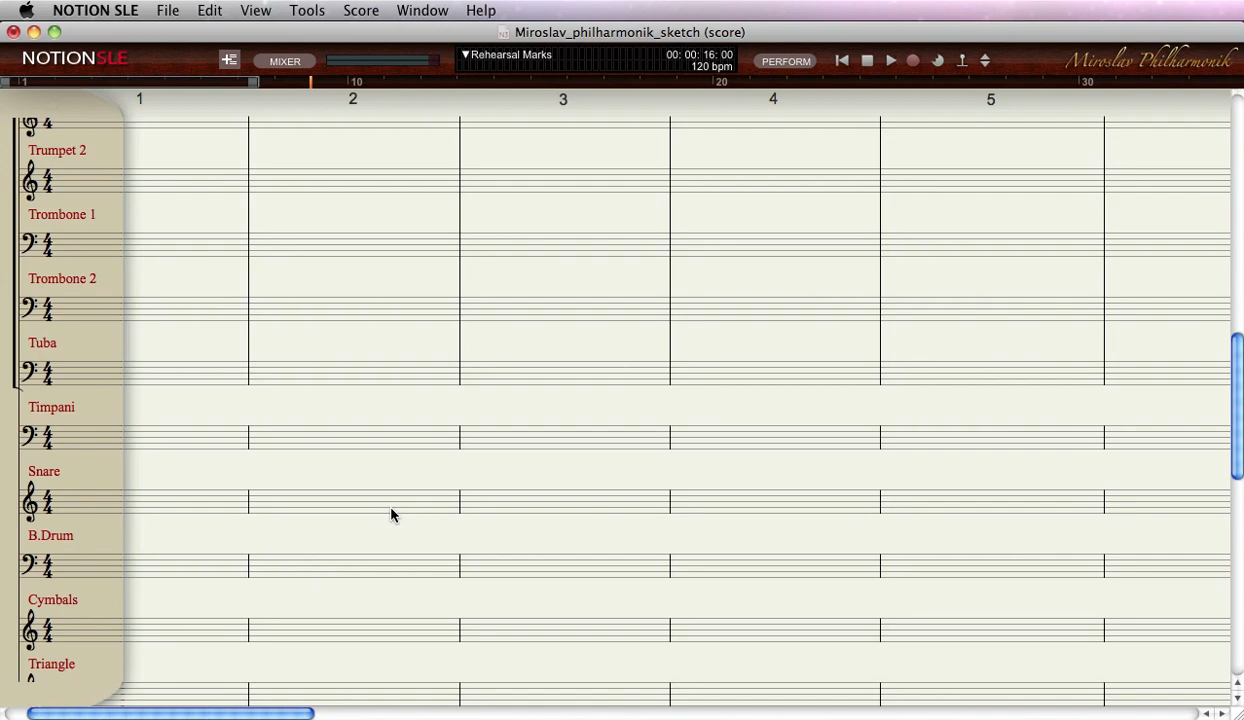 NOTION SLE File Edit View Tools Score Window Help
Miroslav_philharmonik_sketch (score)
NOTIONSLE MIXER ▼Rehearsal Marks 00: 00: 16: 00 PERFORM Miroslav Philharmonik
120 bpm
1 10 20 30
1 2 3 4 5
Trumpet 2
Trombone 1
Trombone 2
Tuba
Timpani
Snare
B.Drum
Cymbals
Triangle